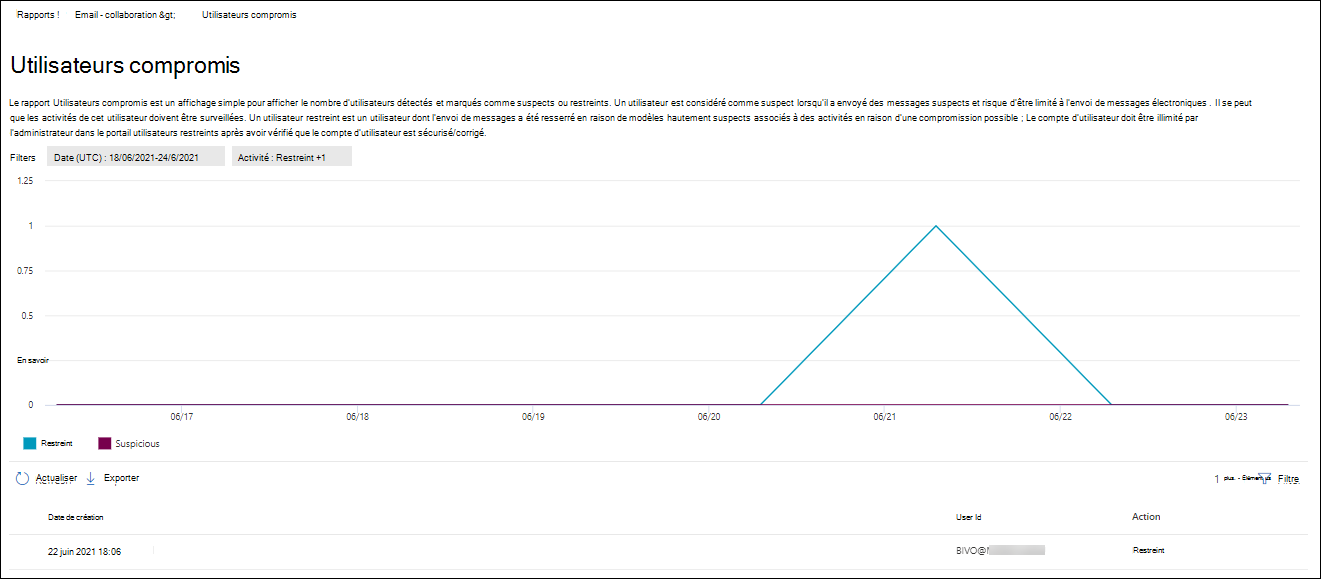 Rapports ! Email - collaboration &gt; Utilisateurs compromis
Utilisateurs compromis
Le rapport Utilisateurs compromis est un affichage simple pour afficher le nombre d'utilisateurs détectés et marqués comme suspects ou restreints. Un utilisateur est considéré comme suspect lorsqu'il a envoyé des messages suspects et risque d'être limité à l'envoi de messages électroniques . Il se peut
que les activités de cet utilisateur doivent être surveillées. Un utilisateur restreint est un utilisateur dont l'envoi de messages a été resserré en raison de modèles hautement suspects associés à des activités en raison d'une compromission possible ; Le compte d'utilisateur doit être illimité par
l'administrateur dans le portail utilisateurs restreints après avoir vérifié que le compte d'utilisateur est sécurisé/corrigé.
Filters Date (UTC) : 18/06/2021-24/6/2021 Activité : Restreint +1
1.25
1
0.75
0.5
En savoir
0
06/17 06/18 06/19 06/20 06/21 06/22 06/23
Restreint Suspicious
Actualiser Exporter 1 plus. - Filtre
Date de création User Id Action
22 juin 2021 18:06 BIVO@ Restreint